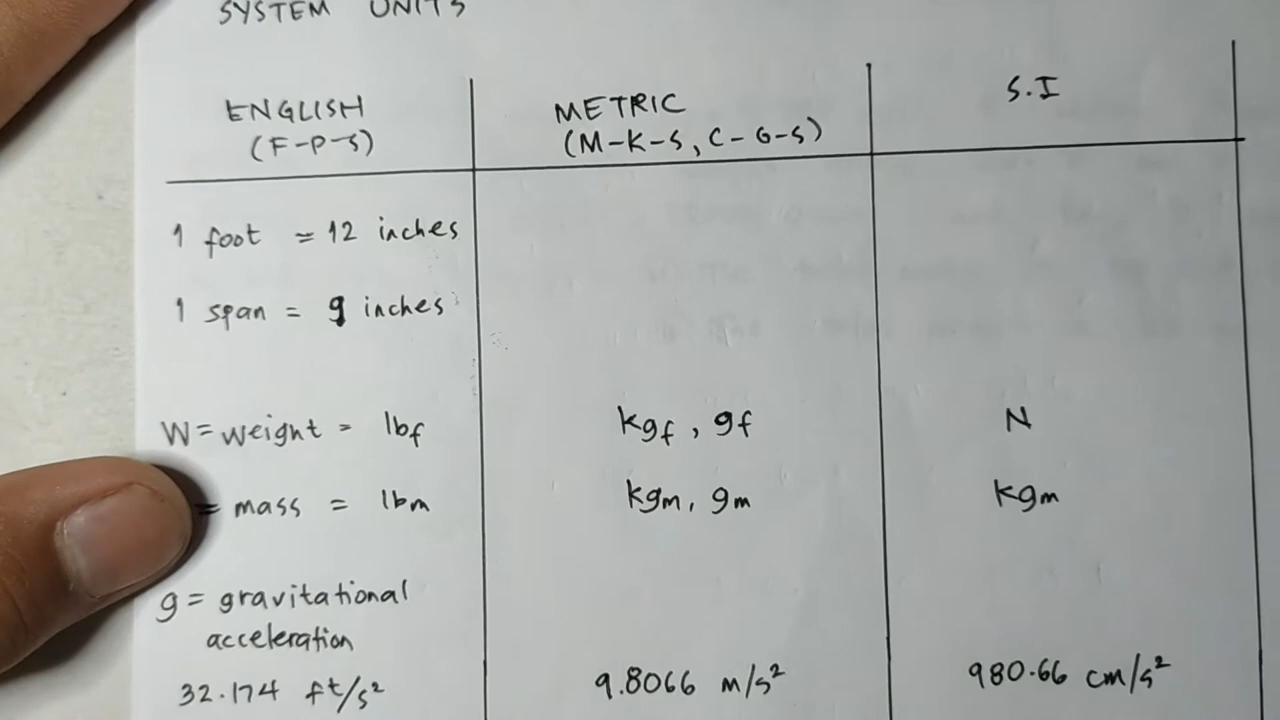 SYSTEM UNITS
ENGLISH
(F-P-S)
METRIC
(M-K-S, C-G-S)
S.I
1 foot = 12 inches
1 span = 9 inches
W = weight = lbf
kgf, gf
N
= mass = lbm
kgm, gm
kgm
g = gravitational
acceleration
32.174 ft/s²
9.8066 m/s²
980.66 cm/s²